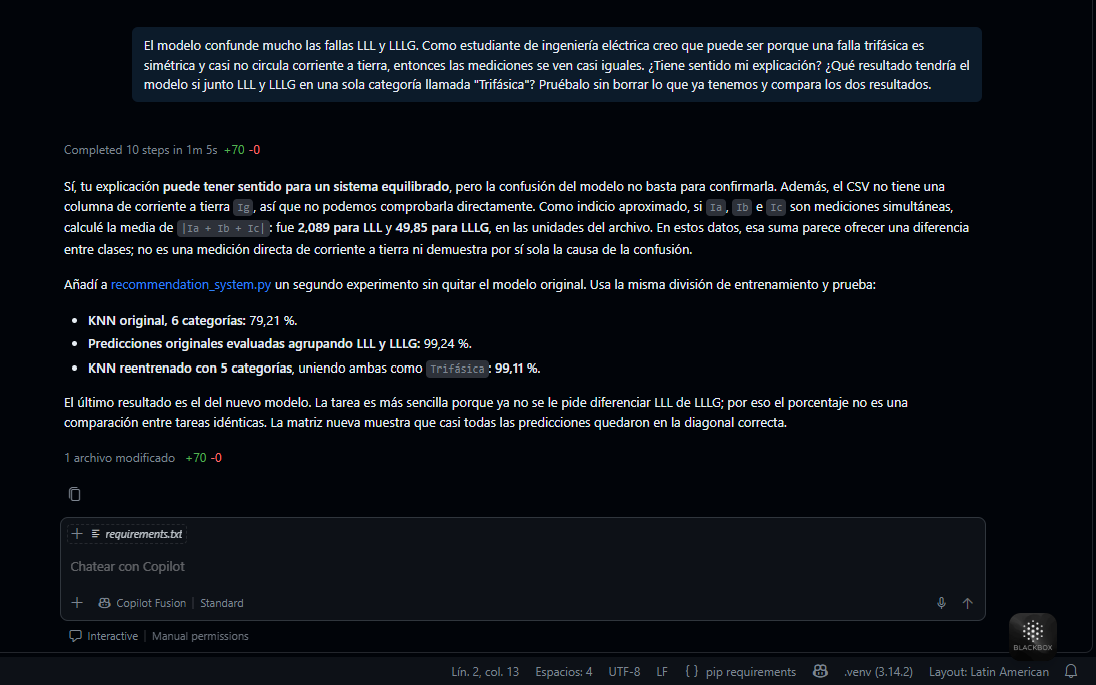 El modelo confunde mucho las fallas LLL y LLLG. Como estudiante de ingeniería eléctrica creo que puede ser porque una falla trifásica es
simétrica y casi no circula corriente a tierra, entonces las mediciones se ven casi iguales. ¿Tiene sentido mi explicación? ¿Qué resultado tendría el
modelo si junto LLL y LLLG en una sola categoría llamada "Trifásica"? Pruébalo sin borrar lo que ya tenemos y compara los dos resultados.
Completed 10 steps in 1m 5s +70 -0
Sí, tu explicación puede tener sentido para un sistema equilibrado, pero la confusión del modelo no basta para confirmarla. Además, el CSV no tiene una
columna de corriente a tierra Ig, así que no podemos comprobarla directamente. Como indicio aproximado, si Ia, Ib e Ic son mediciones simultáneas,
calculé la media de |Ia + Ib + Ic|: fue 2,089 para LLL y 49,85 para LLLG, en las unidades del archivo. En estos datos, esa suma parece ofrecer una diferencia
entre clases; no es una medición directa de corriente a tierra ni demuestra por sí sola la causa de la confusión.
Añadí a recommendation_system.py un segundo experimento sin quitar el modelo original. Usa la misma división de entrenamiento y prueba:
• KNN original, 6 categorías: 79,21 %.
• Predicciones originales evaluadas agrupando LLL y LLLG: 99,24 %.
• KNN reentrenado con 5 categorías, uniendo ambas como Trifásica: 99,11 %.
El último resultado es el del nuevo modelo. La tarea es más sencilla porque ya no se le pide diferenciar LLL de LLLG; por eso el porcentaje no es una
comparación entre tareas idénticas. La matriz nueva muestra que casi todas las predicciones quedaron en la diagonal correcta.
1 archivo modificado +70 -0
requirements.txt
Chatear con Copilot
Copilot Fusion | Standard
Interactive | Manual permissions
BLACKBOX
Lín. 2, col. 13 Espacios: 4 UTF-8 LF { } pip requirements .venv (3.14.2) Layout: Latin American